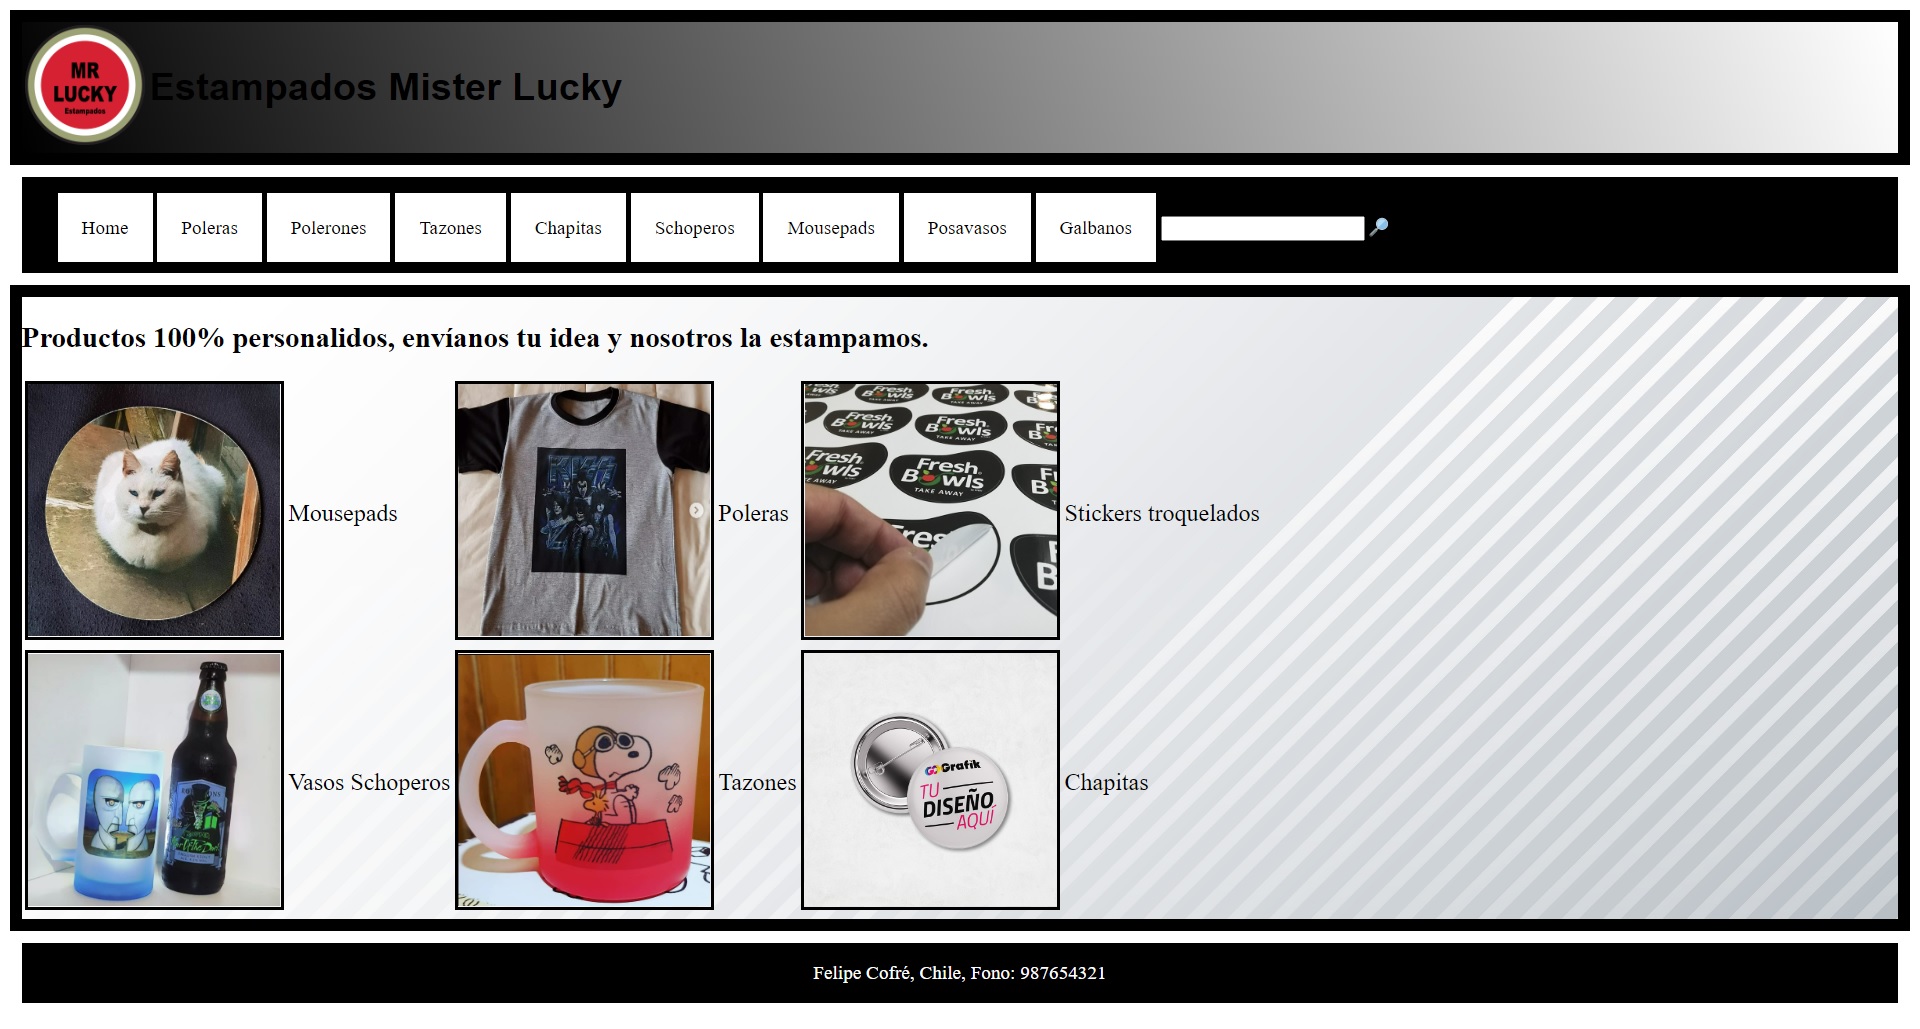 MR
LUCKY
Estampados
Estampados Mister Lucky
Home Poleras Polerones Tazones Chapitas Schoperos Mousepads Posavasos Galbanos
Productos 100% personalidos, envíanos tu idea y nosotros la estampamos.
Mousepads
Poleras
Fresh Bowls
TAKE AWAY
Stickers troquelados
Vasos Schoperos
Tazones
GO Grafik
TU
DISEÑO
AQUÍ
Chapitas
Felipe Cofré, Chile, Fono: 987654321